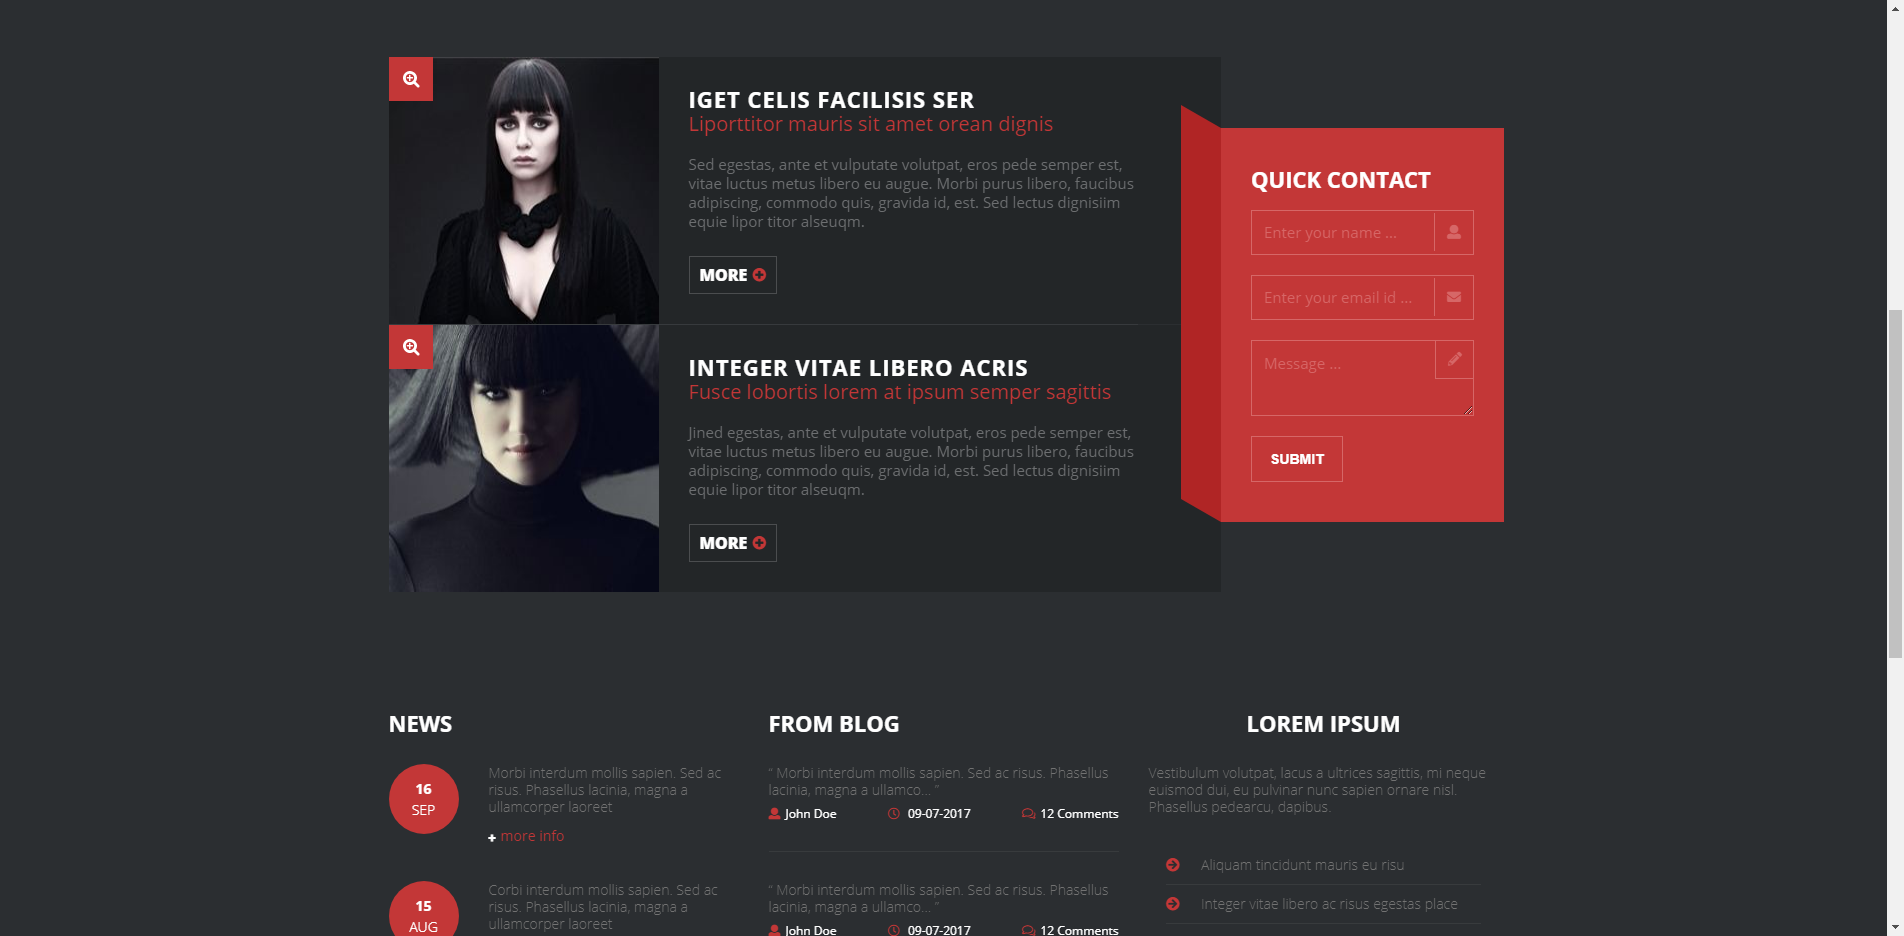 IGET CELIS FACILISIS SER
Liporttitor mauris sit amet orean dignis
Sed egestas, ante et vulputate volutpat, eros pede semper est,
vitae luctus metus libero eu augue. Morbi purus libero, faucibus
adipiscing, commodo quis, gravida id, est. Sed lectus dignisiim
equie lipor titor alseuqm.
MORE
INTEGER VITAE LIBERO ACRIS
Fusce lobortis lorem at ipsum semper sagittis
Jined egestas, ante et vulputate volutpat, eros pede semper est,
vitae luctus metus libero eu augue. Morbi purus libero, faucibus
adipiscing, commodo quis, gravida id, est. Sed lectus dignisiim
equie lipor titor alseuqm.
MORE
QUICK CONTACT
Enter your name ...
Enter your email id ...
Message ...
SUBMIT
NEWS
16
SEP
Morbi interdum mollis sapien. Sed ac
risus. Phasellus lacinia, magna a
ullamcorper laoreet
+ more info
15
AUG
Corbi interdum mollis sapien. Sed ac
risus. Phasellus lacinia, magna a
ullamcorper laoreet
FROM BLOG
“ Morbi interdum mollis sapien. Sed ac risus. Phasellus
lacinia, magna a ullamco... ”
John Doe 09-07-2017 12 Comments
“ Morbi interdum mollis sapien. Sed ac risus. Phasellus
lacinia, magna a ullamco... ”
John Doe 09-07-2017 12 Comments
LOREM IPSUM
Vestibulum volutpat, lacus a ultrices sagittis, mi neque
euismod dui, eu pulvinar nunc sapien ornare nisl.
Phasellus pedearcu, dapibus.
Aliquam tincidunt mauris eu risu
Integer vitae libero ac risus egestas place